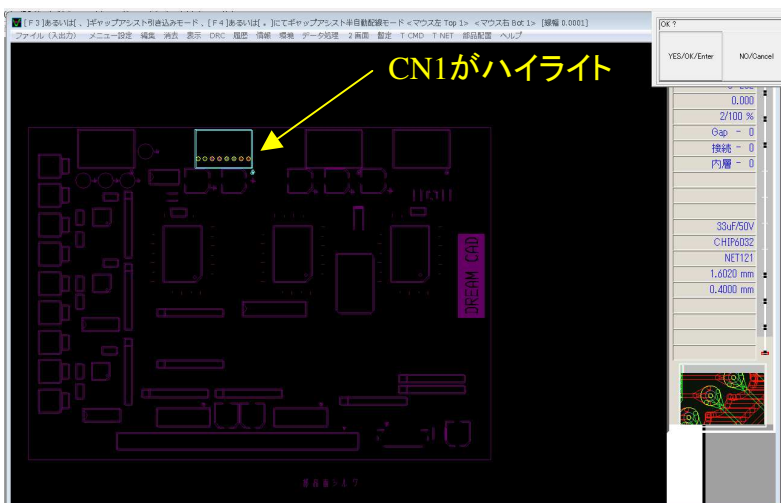 [F3]あるいは[、]ギャップアシスト引き込みモード、[F4]あるいは[。]にてギャップアシスト半自動配線モード <マウス左 Top 1> <マウス右 Bot 1> [線幅 0.0001]
ファイル(入出力) メニュー設定 編集 消去 表示 DRC 履歴 情報 環境 データ処理 2画面 暫定 T CMD T NET 部品配置 ヘルプ
OK ?
YES/OK/Enter NO/Cancel
CN1がハイライト
0.000
2/100 %
Gap - 0
接続 - 0
内層 - 0
33uF/50V
CHIP6032
NET121
1.6020 mm
0.4000 mm
DREAM CAD